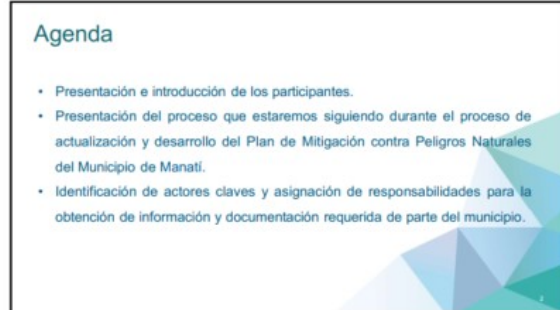 Agenda
• Presentación e introducción de los participantes.
• Presentación del proceso que estaremos siguiendo durante el proceso de
actualización y desarrollo del Plan de Mitigación contra Peligros Naturales
del Municipio de Manatí.
• Identificación de actores claves y asignación de responsabilidades para la
obtención de información y documentación requerida de parte del municipio.
2